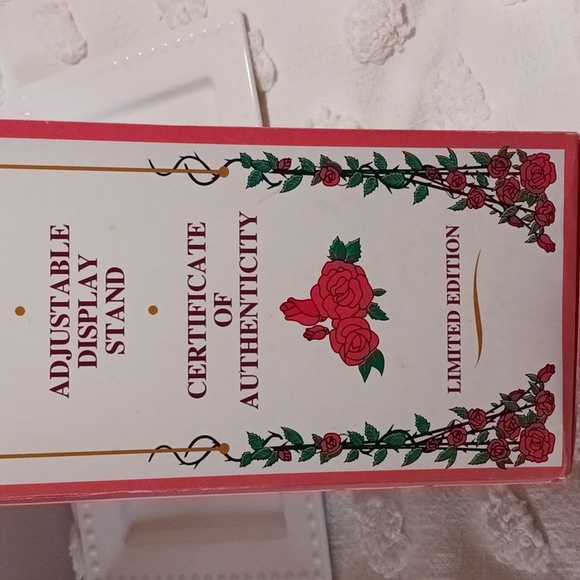 ADJUSTABLE
DISPLAY
STAND
CERTIFICATE
OF
AUTHENTICITY
LIMITED EDITION